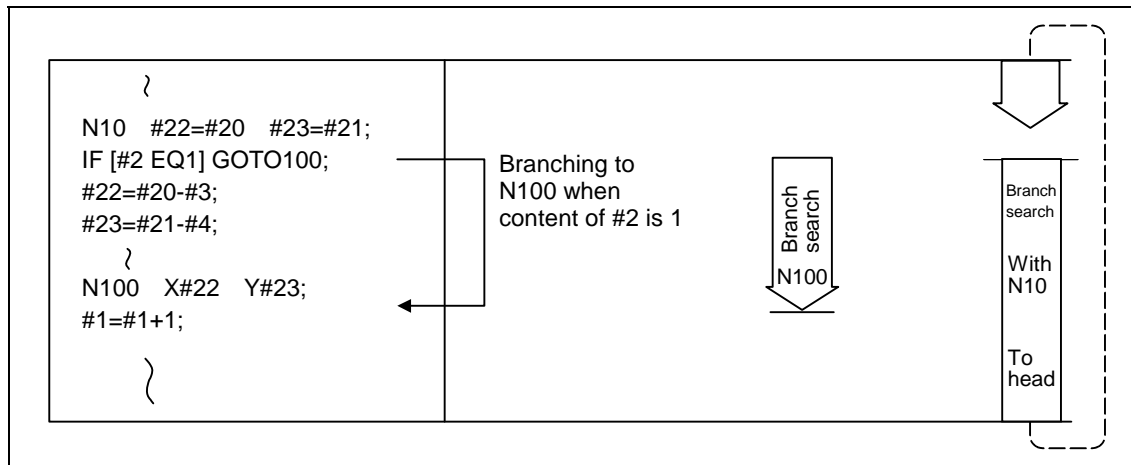 N10 #22=#20 #23=#21;
IF [#2 EQ1] GOTO100;
#22=#20-#3;
#23=#21-#4;
N100 X#22 Y#23;
#1=#1+1;
Branching to
N100 when
content of #2 is 1
Branch
search
N100
Branch
search
With
N10
To
head